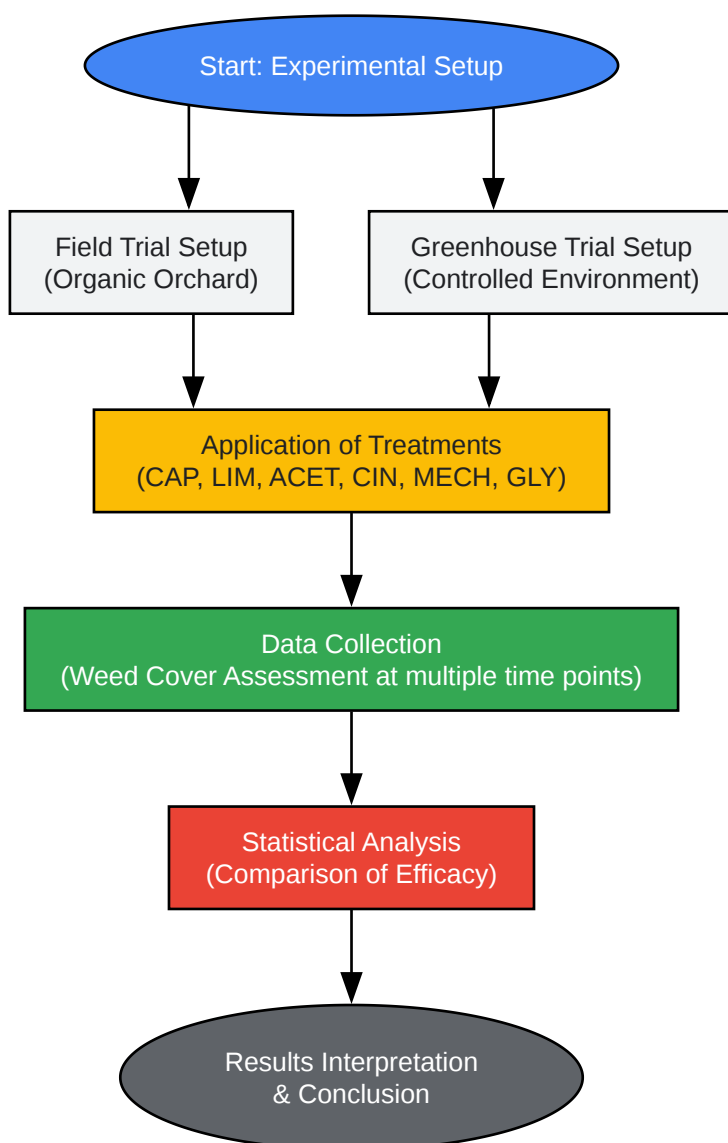 Start: Experimental Setup
Field Trial Setup
(Organic Orchard)
Greenhouse Trial Setup
(Controlled Environment)
Application of Treatments
(CAP, LIM, ACET, CIN, MECH, GLY)
Data Collection
(Weed Cover Assessment at multiple time points)
Statistical Analysis
(Comparison of Efficacy)
Results Interpretation
& Conclusion